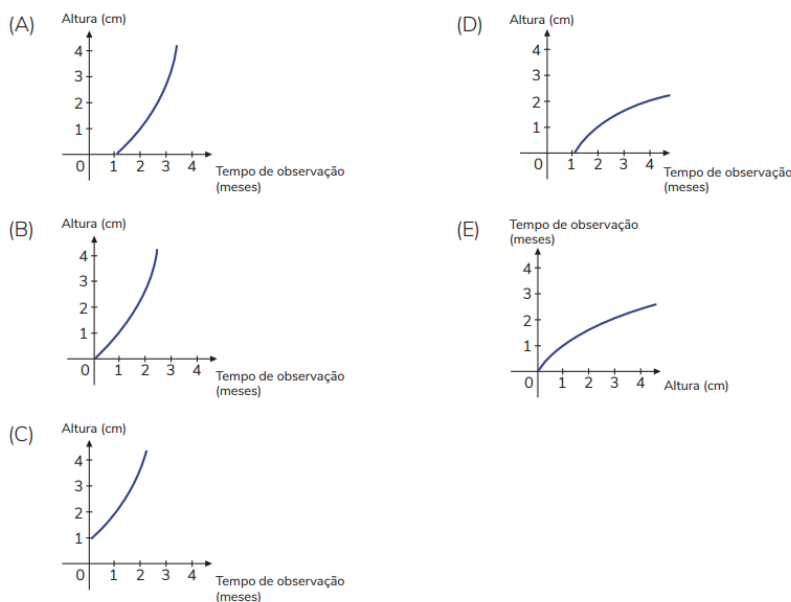 (A)
Altura (cm)
4
3
2
1
0 1 2 3 4
Tempo de observação
(meses)
(B)
Altura (cm)
4
3
2
1
0 1 2 3 4
Tempo de observação
(meses)
(C)
Altura (cm)
4
3
2
1
0 1 2 3 4
Tempo de observação
(meses)
(D)
Altura (cm)
4
3
2
1
0 1 2 3 4
Tempo de observação
(meses)
(E)
Tempo de observação
(meses)
4
3
2
1
0 1 2 3 4
Altura (cm)